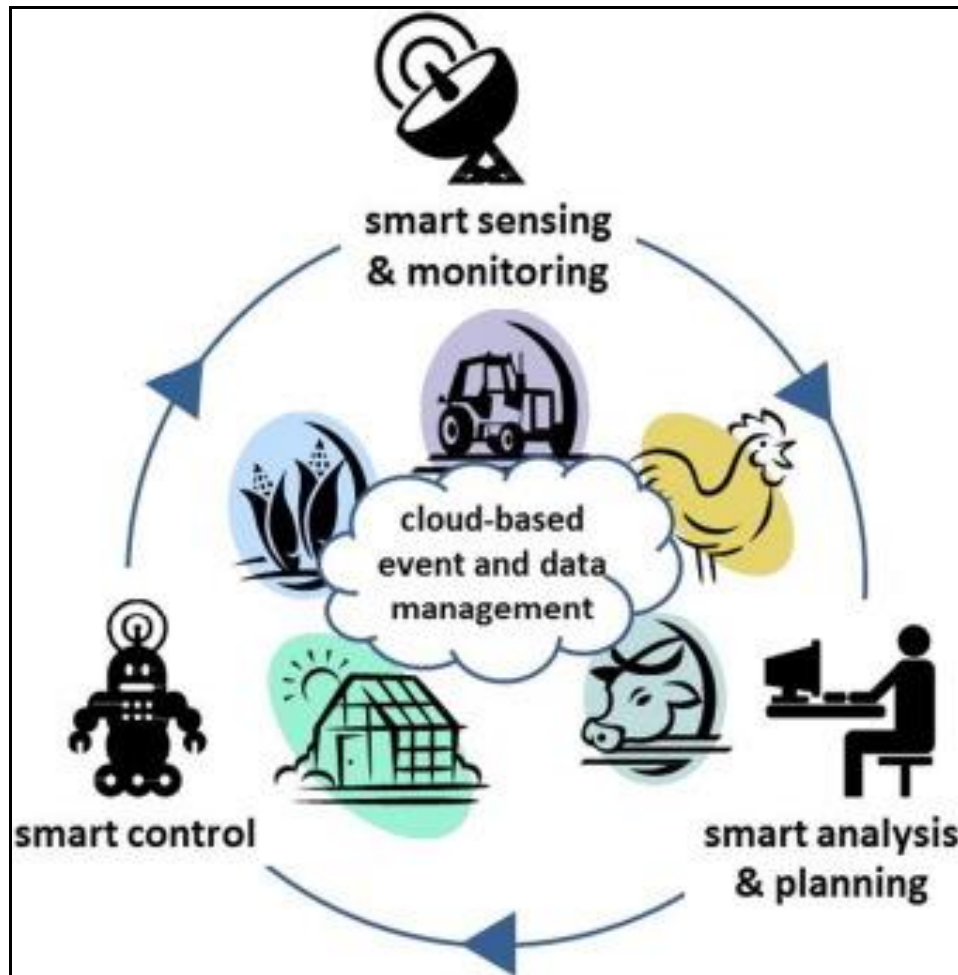 smart sensing
& monitoring
cloud-based
event and data
management
smart control
smart analysis
& planning